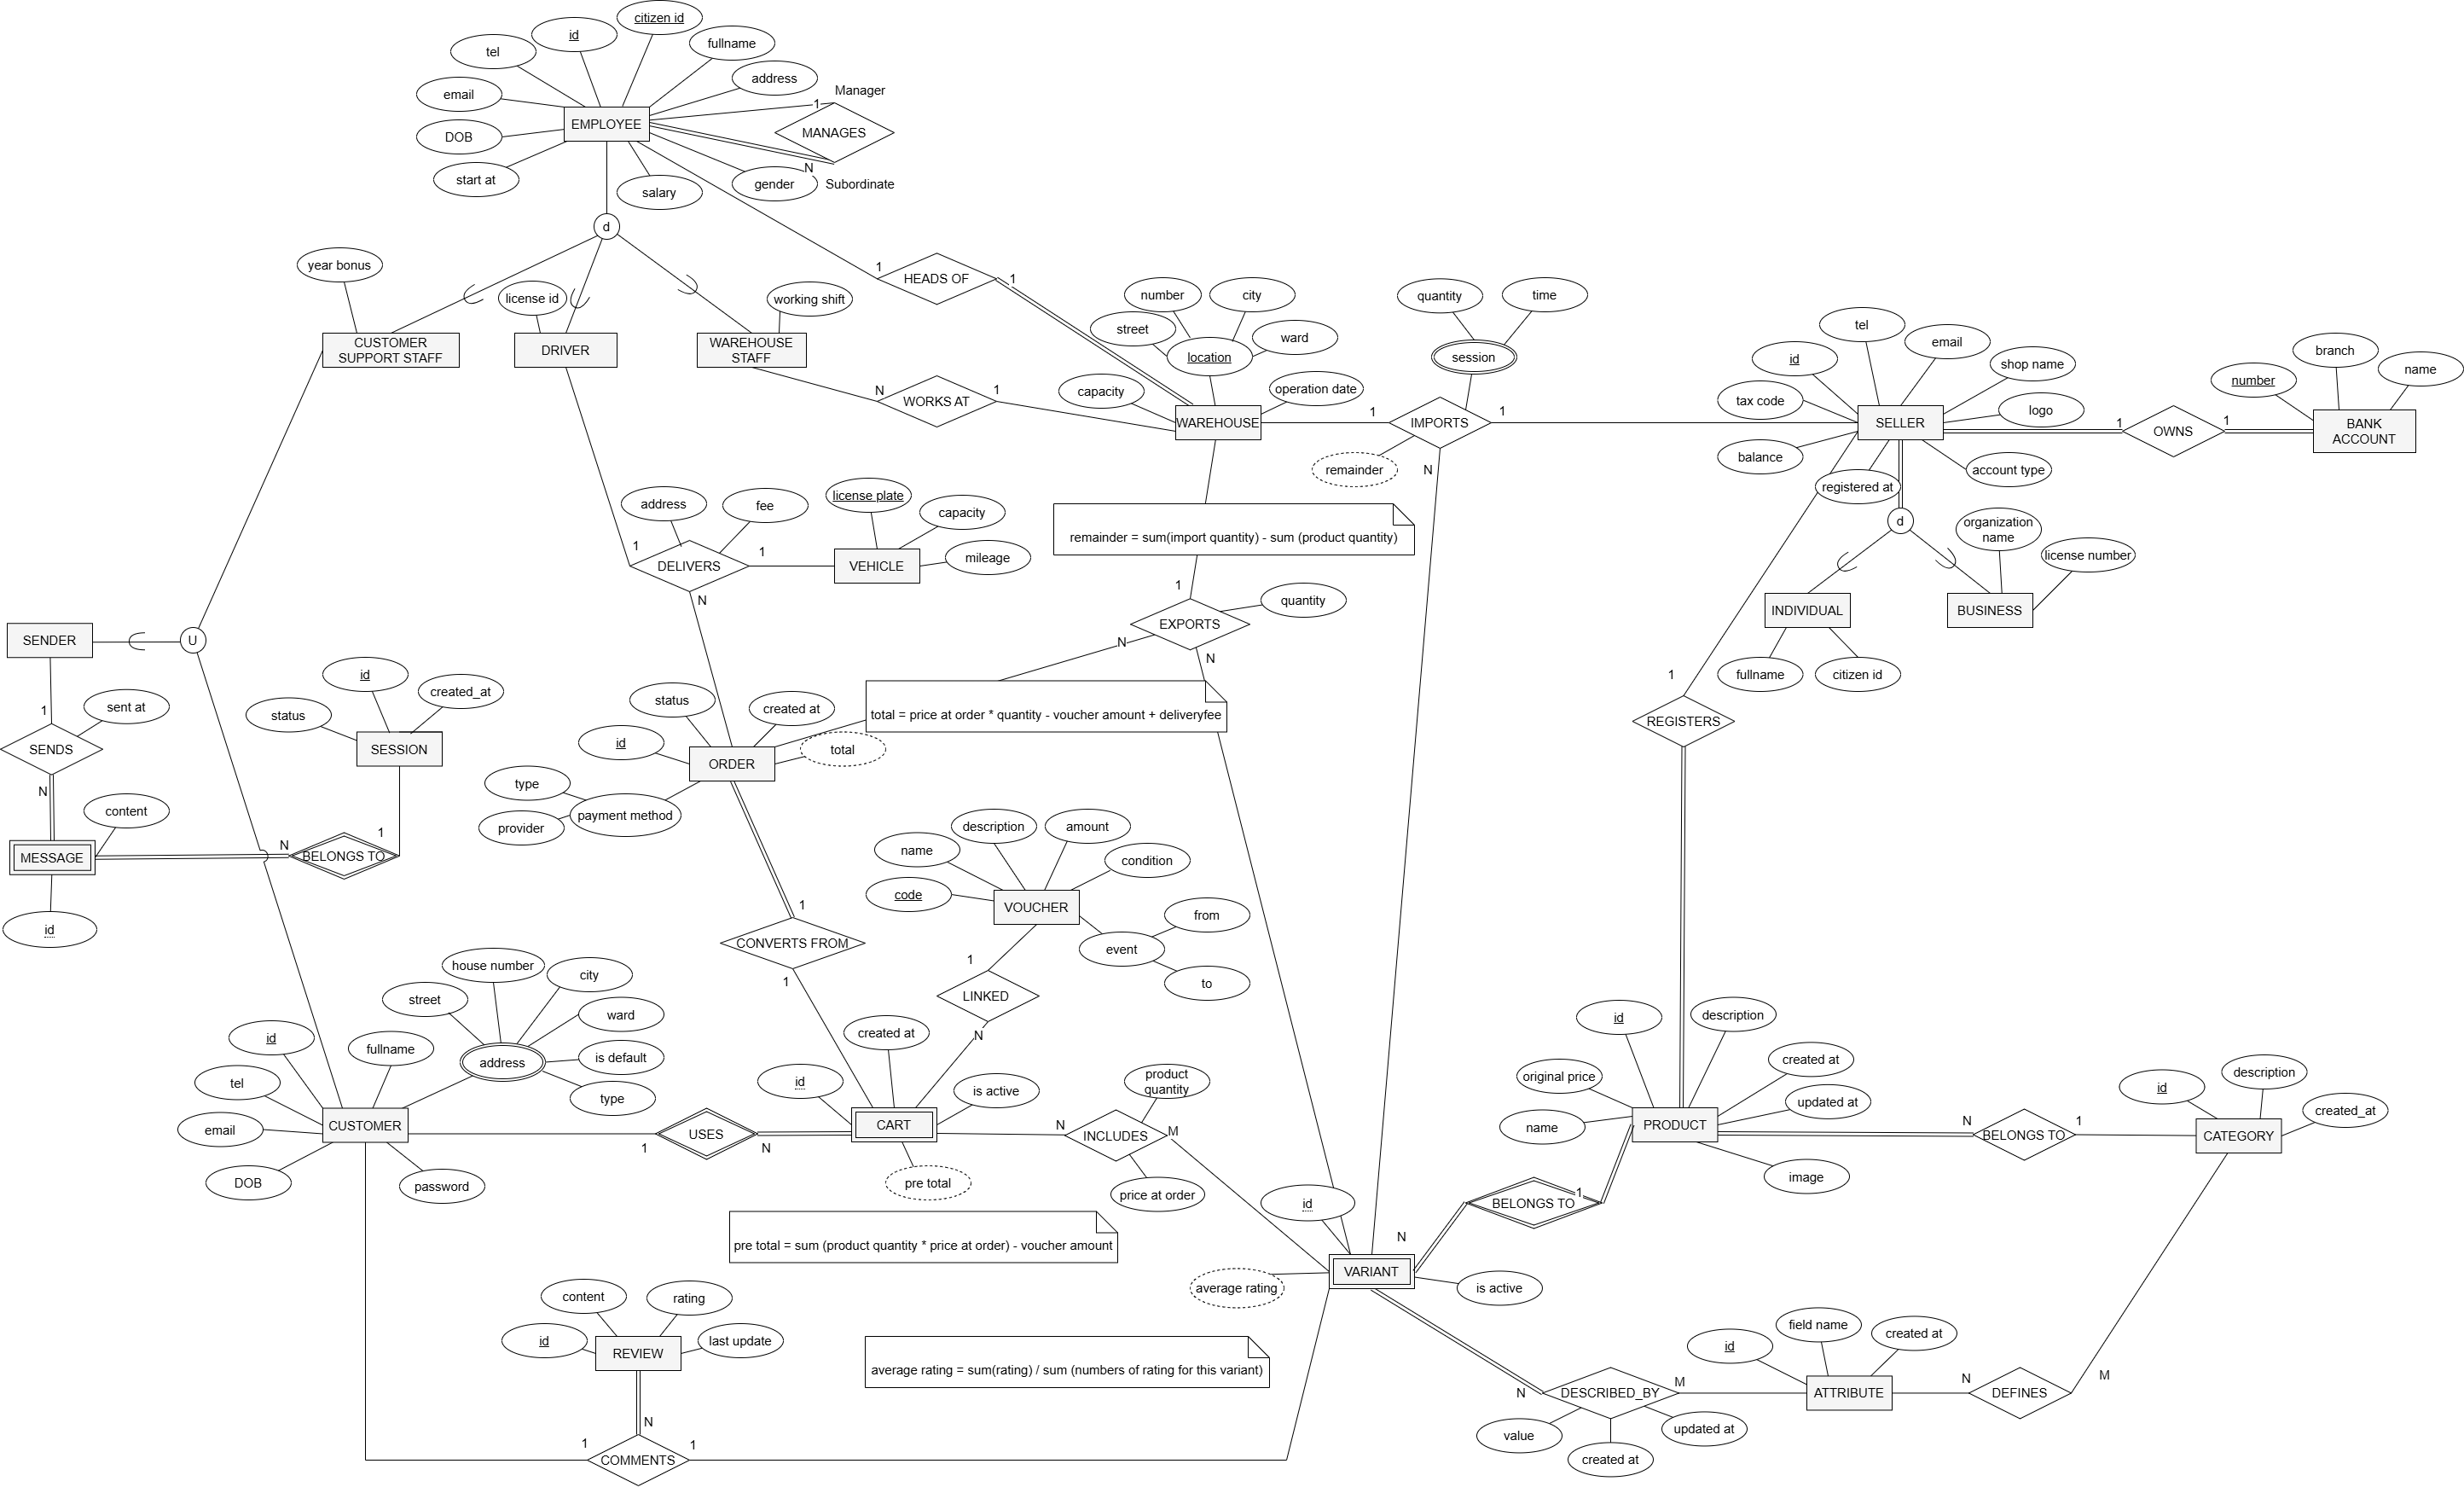 citizen id
id
fullname
tel
address
email
Manager
1
EMPLOYEE
MANAGES
DOB
N
start at
salary
gender
Subordinate
d
year bonus
license id
working shift
1
HEADS OF
1
CUSTOMER
SUPPORT STAFF
DRIVER
WAREHOUSE
STAFF
number
city
street
ward
location
capacity
operation date
N
WORKS AT
1
WAREHOUSE
quantity
time
session
1
IMPORTS
1
remainder
N
tel
id
email
shop name
tax code
logo
SELLER
balance
account type
registered at
1
OWNS
1
branch
number
name
BANK
ACCOUNT
d
organization
name
license number
INDIVIDUAL
BUSINESS
fullname
citizen id
address
fee
license plate
capacity
1
DELIVERS
1
VEHICLE
mileage
N
remainder = sum(import quantity) - sum (product quantity)
1
quantity
EXPORTS
N
N
SENDER
U
id
created_at
status
SESSION
sent at
1
SENDS
N
content
MESSAGE
N
BELONGS TO
1
id
status
created at
total = price at order * quantity - voucher amount + deliveryfee
id
total
ORDER
type
payment method
provider
1
REGISTERS
description
amount
name
condition
code
VOUCHER
from
event
to
1
CONVERTS FROM
1
1
LINKED
N
house number
city
street
ward
id
fullname
address
is default
tel
type
email
CUSTOMER
DOB
password
1
USES
N
created at
id
is active
CART
pre total
product
quantity
N
INCLUDES
M
price at order
pre total = sum (product quantity * price at order) - voucher amount
id
description
original price
created at
updated at
name
PRODUCT
image
N
BELONGS TO
1
id
description
created_at
CATEGORY
id
BELONGS TO
1
N
VARIANT
average rating
is active
content
rating
id
last update
REVIEW
average rating = sum(rating) / sum (numbers of rating for this variant)
N
1
COMMENTS
1
id
field name
created at
M
N
DESCRIBED_BY
ATTRIBUTE
N
DEFINES
M
value
updated at
created at